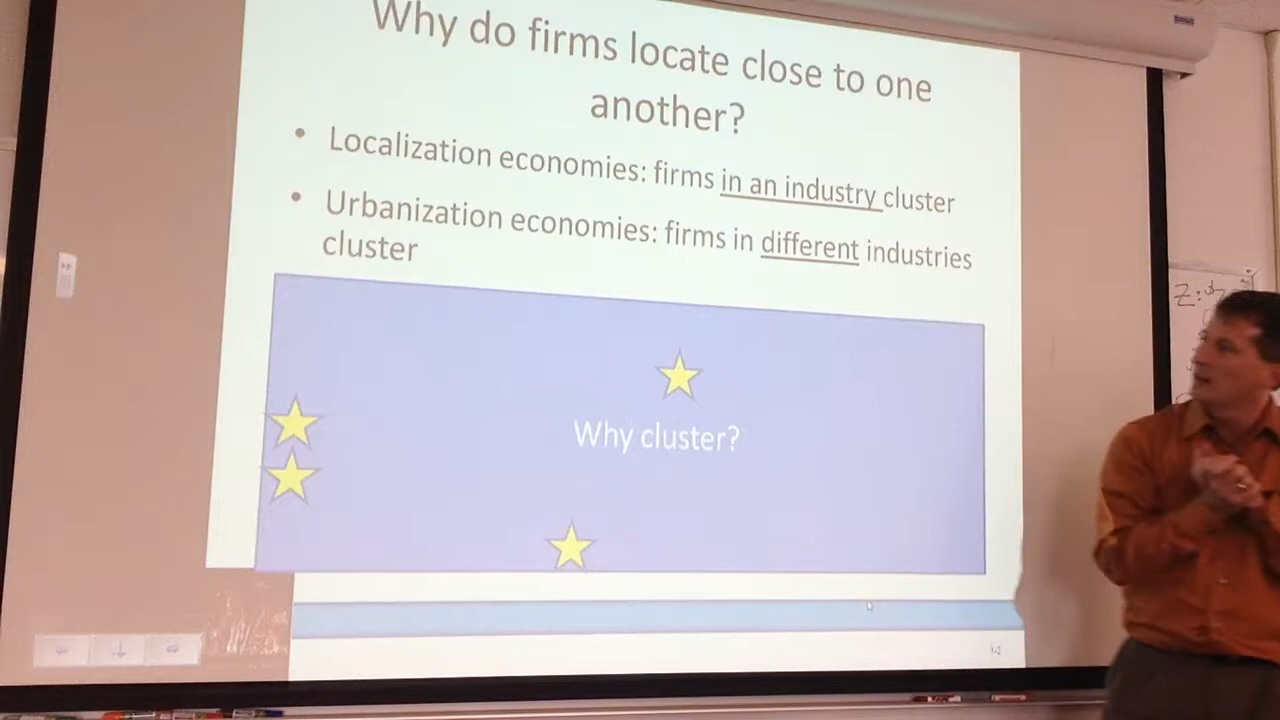 Why do firms locate close to one
another?
• Localization economies: firms in an industry cluster
• Urbanization economies: firms in different industries
cluster
Why cluster?